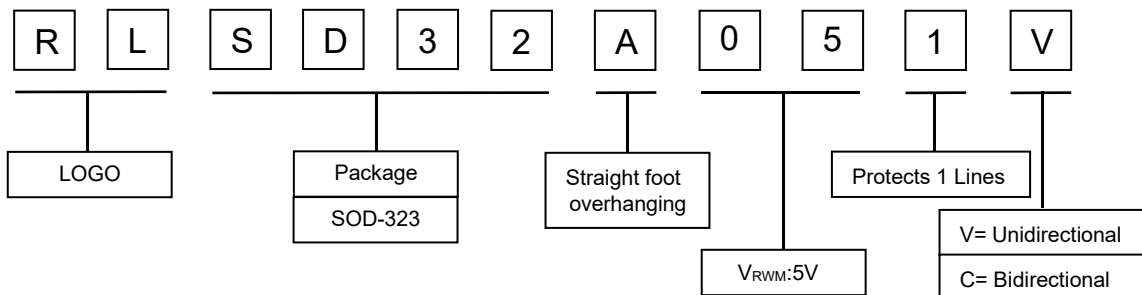 R L S D 3 2 A 0 5 1 V
LOGO
Package
SOD-323
Straight foot
overhanging
VRWM:5V
Protects 1 Lines
V= Unidirectional
C= Bidirectional